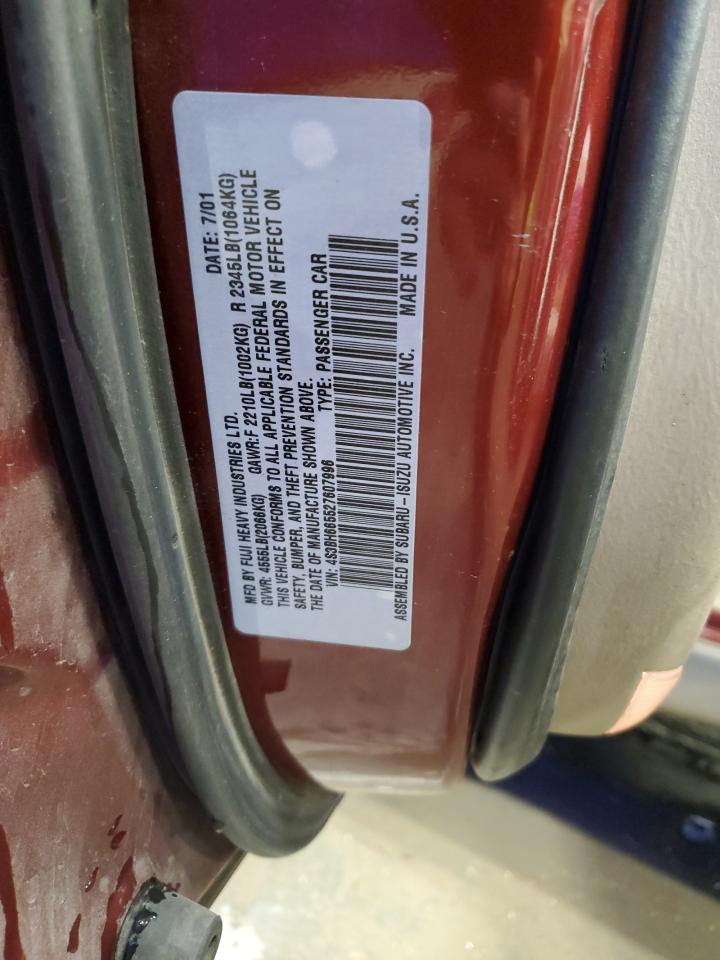 MFD BY FUJI HEAVY INDUSTRIES LTD. DATE: 7/01
GVWR: 4555LB(2066KG) GAWR:F 2210LB(1002KG) R 2345LB(1064KG)
THIS VEHICLE CONFORMS TO ALL APPLICABLE FEDERAL MOTOR VEHICLE
SAFETY, BUMPER, AND THEFT PREVENTION STANDARDS IN EFFECT ON
THE DATE OF MANUFACTURE SHOWN ABOVE.
VIN: 4S3BH665527607996 TYPE: PASSENGER CAR
ASSEMBLED BY SUBARU-ISUZU AUTOMOTIVE INC. MADE IN U.S.A.